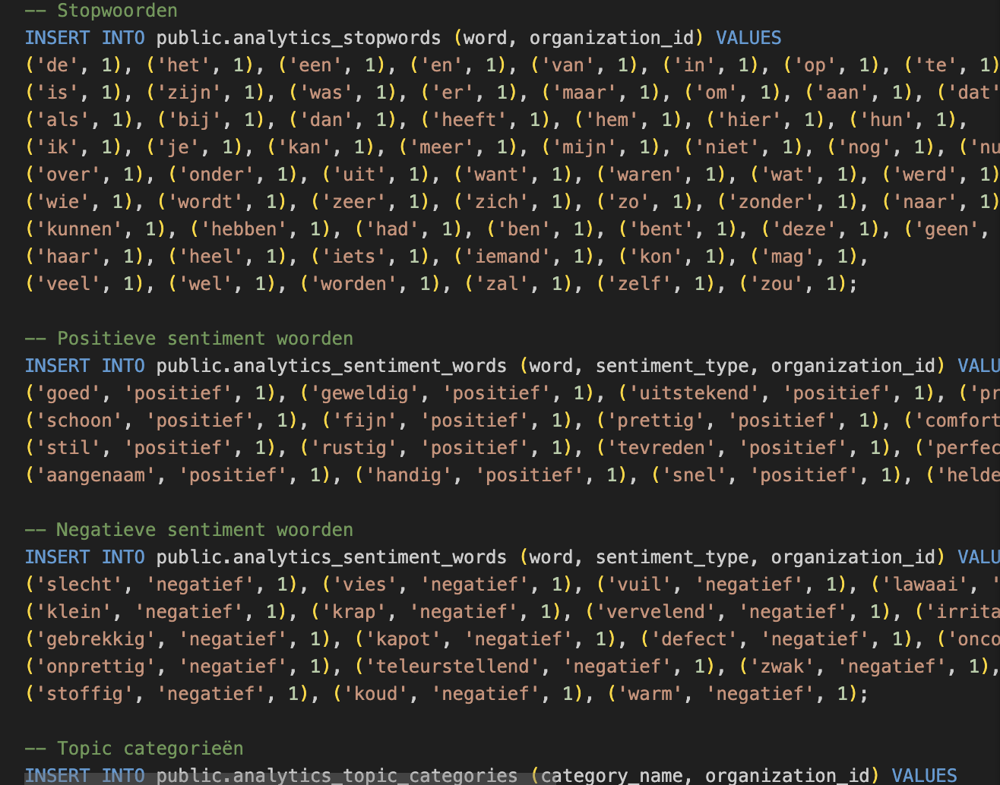 -- Stopwoorden
INSERT INTO public.analytics_stopwords (word, organization_id) VALUES
('de', 1), ('het', 1), ('een', 1), ('en', 1), ('van', 1), ('in', 1), ('op', 1), ('te', 1)
('is', 1), ('zijn', 1), ('was', 1), ('er', 1), ('maar', 1), ('om', 1), ('aan', 1), ('dat'
('als', 1), ('bij', 1), ('dan', 1), ('heeft', 1), ('hem', 1), ('hier', 1), ('hun', 1),
('ik', 1), ('je', 1), ('kan', 1), ('meer', 1), ('mijn', 1), ('niet', 1), ('nog', 1), ('nu
('over', 1), ('onder', 1), ('uit', 1), ('want', 1), ('waren', 1), ('wat', 1), ('werd', 1)
('wie', 1), ('wordt', 1), ('zeer', 1), ('zich', 1), ('zo', 1), ('zonder', 1), ('naar', 1)
('kunnen', 1), ('hebben', 1), ('had', 1), ('ben', 1), ('bent', 1), ('deze', 1), ('geen',
('haar', 1), ('heel', 1), ('iets', 1), ('iemand', 1), ('kon', 1), ('mag', 1),
('veel', 1), ('wel', 1), ('worden', 1), ('zal', 1), ('zelf', 1), ('zou', 1);
-- Positieve sentiment woorden
INSERT INTO public.analytics_sentiment_words (word, sentiment_type, organization_id) VALU
('goed', 'positief', 1), ('geweldig', 'positief', 1), ('uitstekend', 'positief', 1), ('pr
('schoon', 'positief', 1), ('fijn', 'positief', 1), ('prettig', 'positief', 1), ('comfort
('stil', 'positief', 1), ('rustig', 'positief', 1), ('tevreden', 'positief', 1), ('perfec
('aangenaam', 'positief', 1), ('handig', 'positief', 1), ('snel', 'positief', 1), ('helde
-- Negatieve sentiment woorden
INSERT INTO public.analytics_sentiment_words (word, sentiment_type, organization_id) VALU
('slecht', 'negatief', 1), ('vies', 'negatief', 1), ('vuil', 'negatief', 1), ('lawaai', '
('klein', 'negatief', 1), ('krap', 'negatief', 1), ('vervelend', 'negatief', 1), ('irrita
('gebrekkig', 'negatief', 1), ('kapot', 'negatief', 1), ('defect', 'negatief', 1), ('onco
('onprettig', 'negatief', 1), ('teleurstellend', 'negatief', 1), ('zwak', 'negatief', 1),
('stoffig', 'negatief', 1), ('koud', 'negatief', 1), ('warm', 'negatief', 1);
-- Topic categorieën
INSERT INTO public.analytics_topic_categories (category_name, organization_id) VALUES